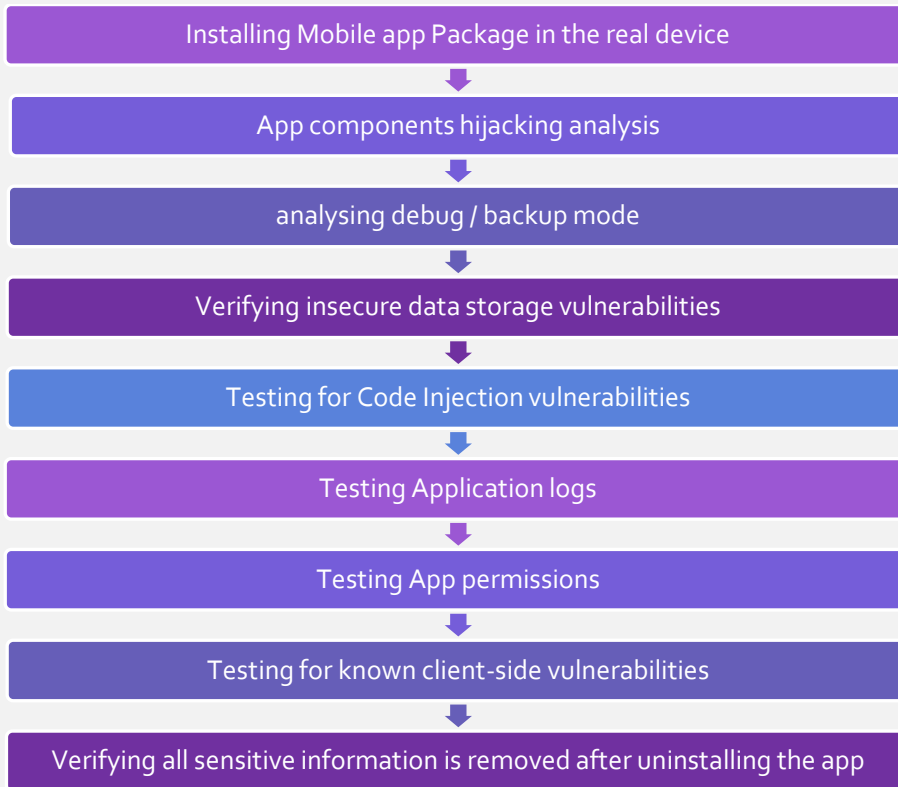 Installing Mobile app Package in the real device
App components hijacking analysis
analysing debug / backup mode
Verifying insecure data storage vulnerabilities
Testing for Code Injection vulnerabilities
Testing Application logs
Testing App permissions
Testing for known client-side vulnerabilities
Verifying all sensitive information is removed after uninstalling the app